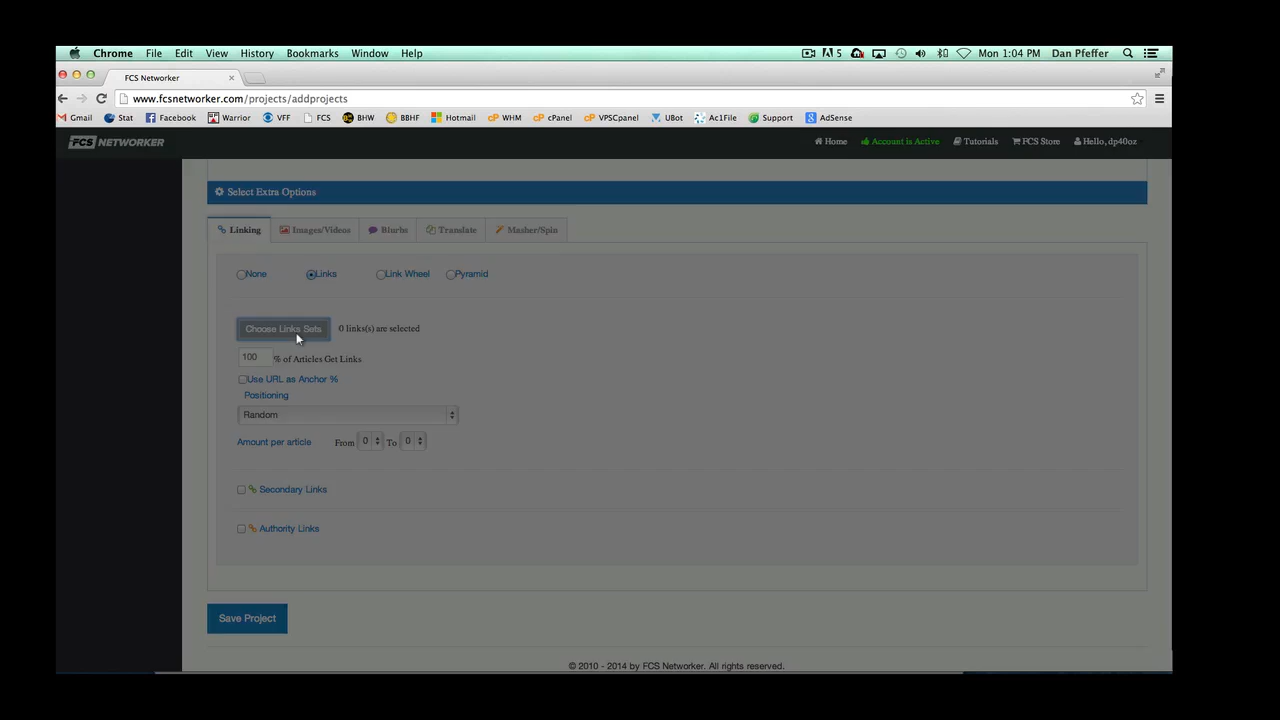 Chrome File Edit View History Bookmarks Window Help 5 Mon 1:04 PM Dan Pfeffer
FCS Networker
www.fcsnetworker.com/projects/addprojects
Gmail Stat Facebook Warrior VFF FCS BHW BBHF Hotmail WHM cPanel VPSCpanel UBot Ac1File Support AdSense
FCS NETWORKER Home Account is Active Tutorials FCS Store Hello, dp40oz
Select Extra Options
Linking Images/Videos Blurbs Translate Masher/Spin
None Links Link Wheel Pyramid
Choose Links Sets 0 links(s) are selected
100 % of Articles Get Links
Use URL as Anchor %
Positioning
Random
Amount per article From 0 To 0
Secondary Links
Authority Links
Save Project
© 2010 - 2014 by FCS Networker. All rights reserved.